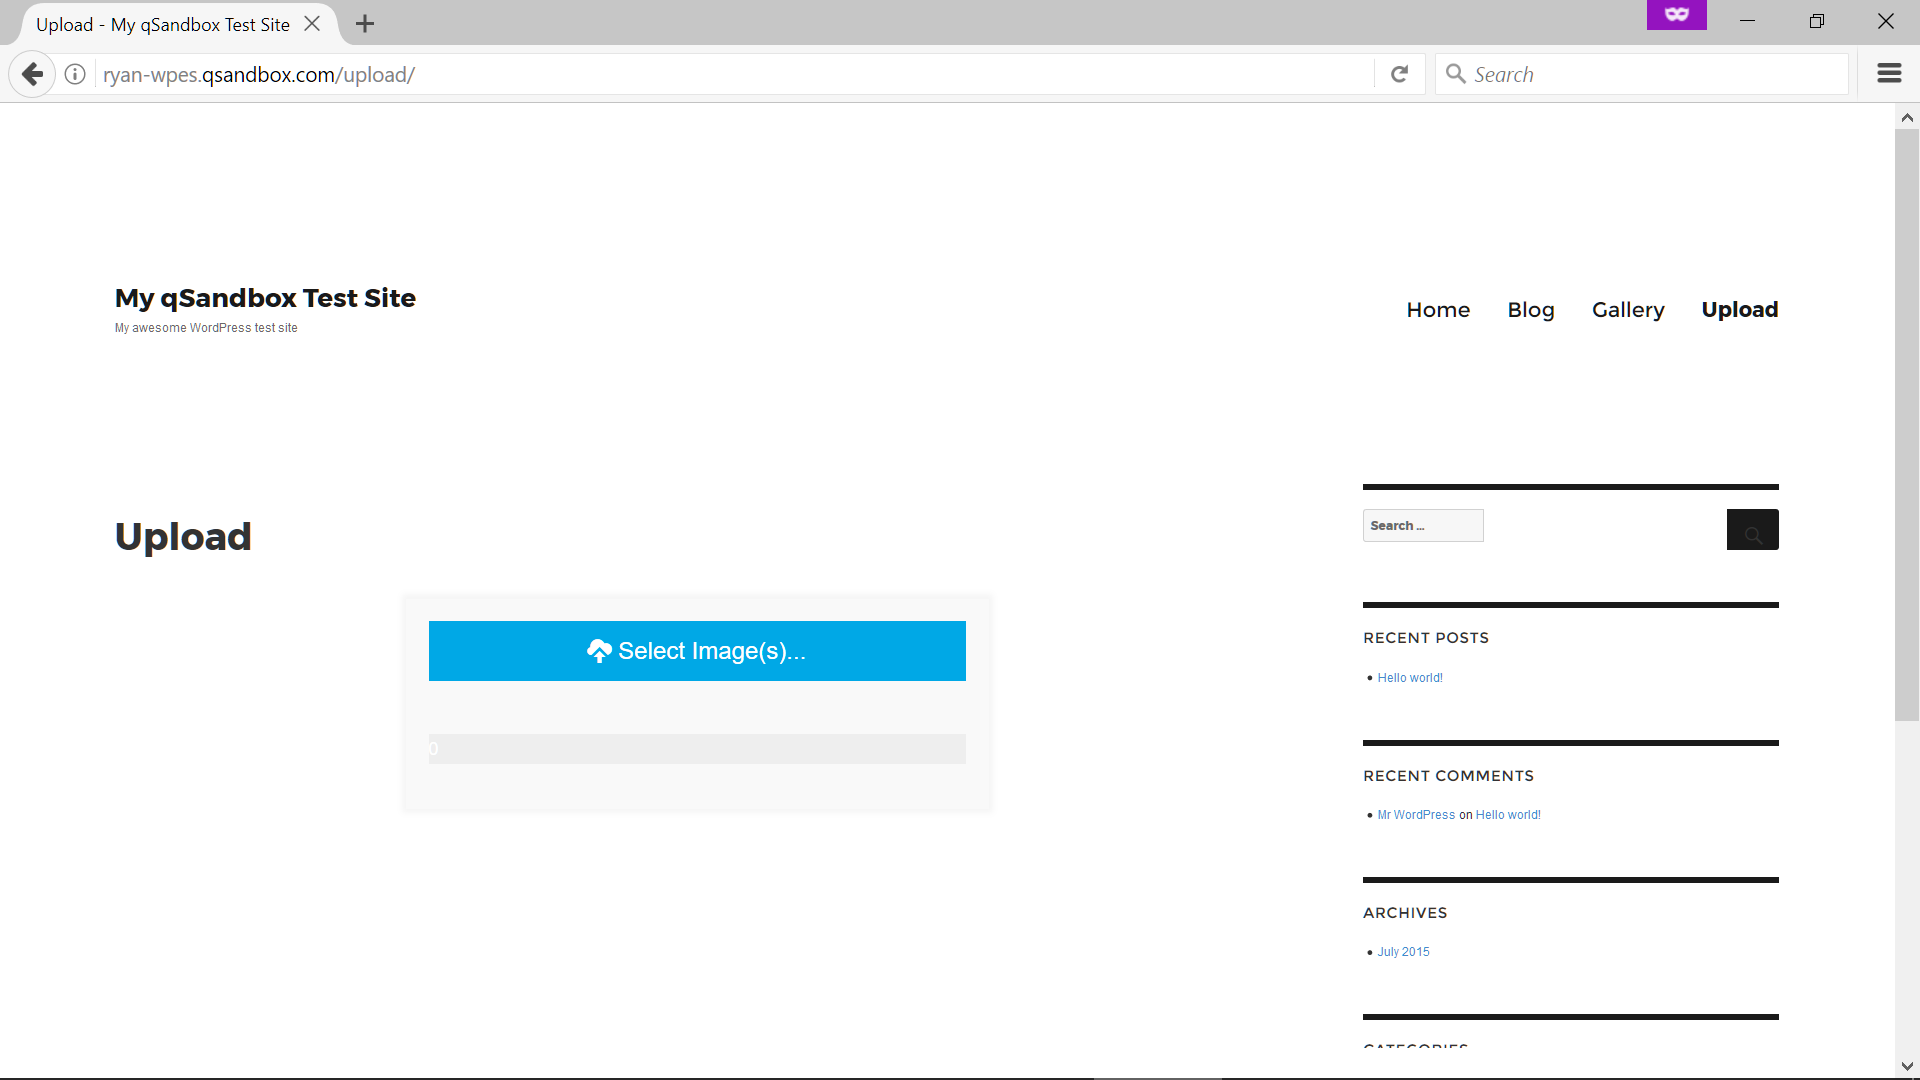 Upload - My qSandbox Test Site
ryan-wpes.qsandbox.com/upload/
Search
My qSandbox Test Site
My awesome WordPress test site
Home Blog Gallery Upload
Upload
Select Image(s)...
0
Search ...
RECENT POSTS
Hello world!
RECENT COMMENTS
Mr WordPress on Hello world!
ARCHIVES
July 2015
CATEGORIES